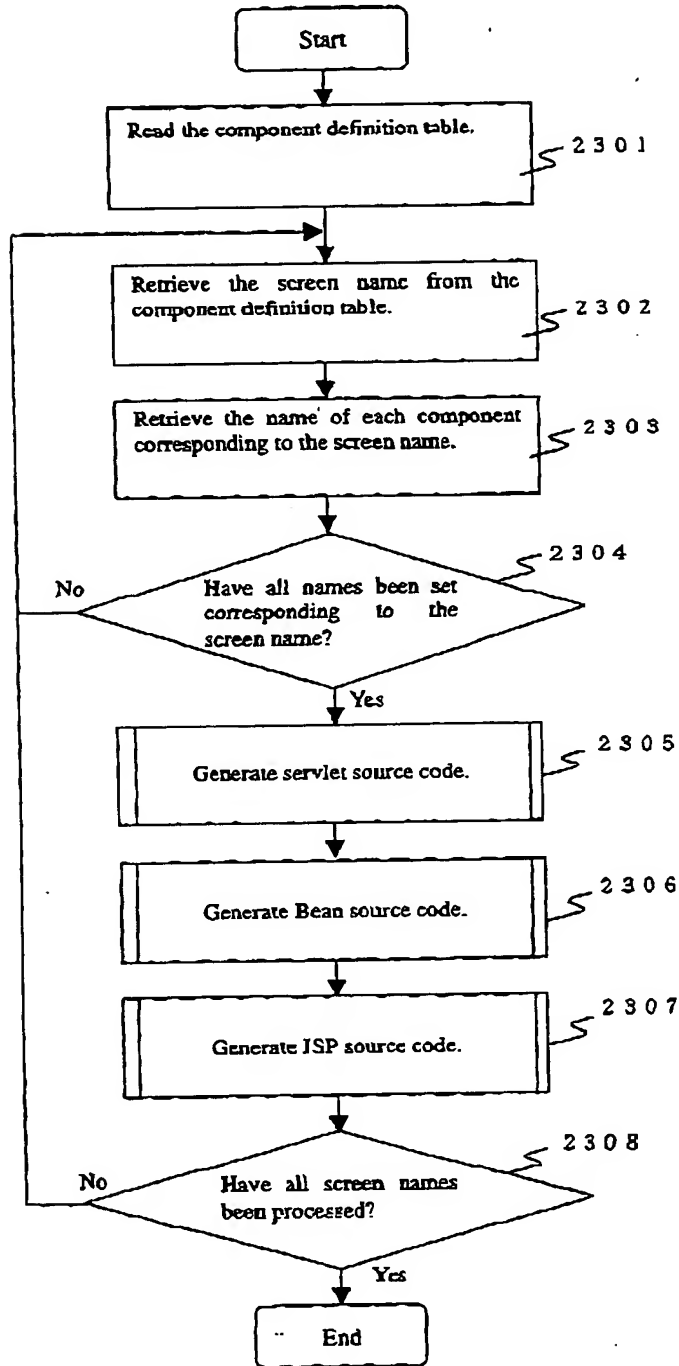 Start
Read the component definition table.
2301
Retrieve the screen name from the
component definition table.
2302
Retrieve the name of each component
corresponding to the screen name.
2303
2304
No
Have all names been set
corresponding to the
screen name?
Yes
Generate servlet source code.
2305
Generate Bean source code.
2306
Generate JSP source code.
2307
2308
No
Have all screen names
been processed?
Yes
End